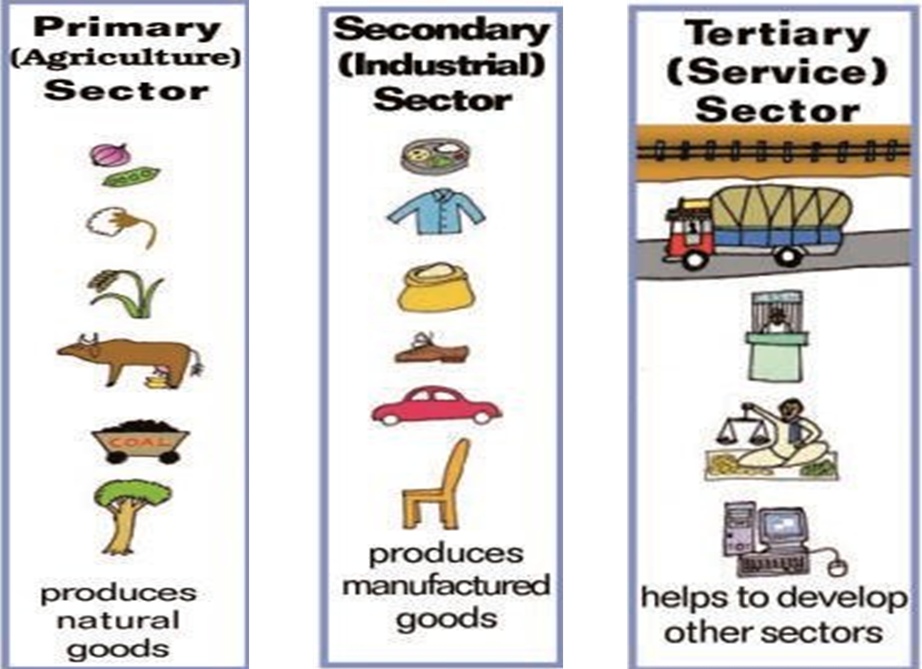 Primary
(Agriculture)
Sector
COAL
produces
natural
goods
Secondary
(Industrial)
Sector
produces
manufactured
goods
Tertiary
(Service)
Sector
helps to develop
other sectors